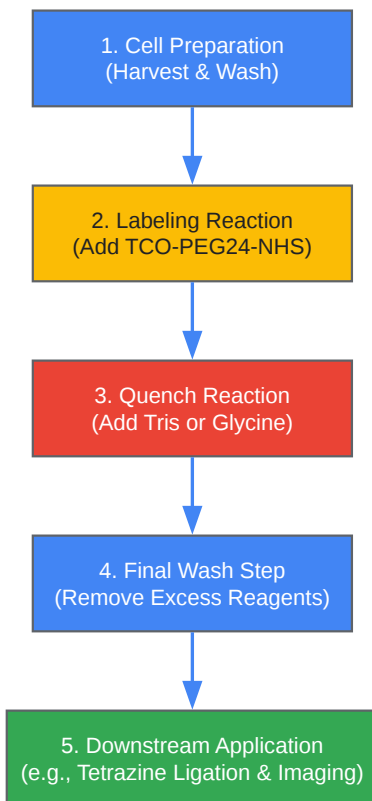 1. Cell Preparation
(Harvest & Wash)
2. Labeling Reaction
(Add TCO-PEG24-NHS)
3. Quench Reaction
(Add Tris or Glycine)
4. Final Wash Step
(Remove Excess Reagents)
5. Downstream Application
(e.g., Tetrazine Ligation & Imaging)